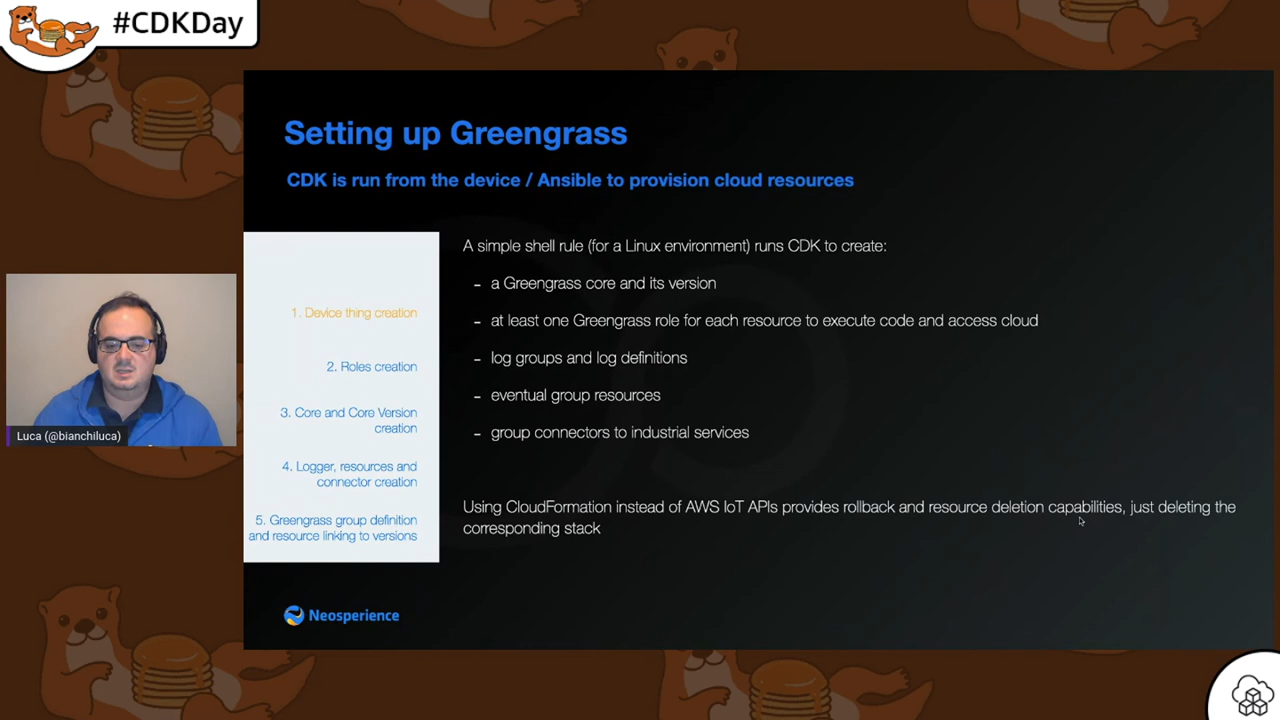 #CDKDay
Setting up Greengrass
CDK is run from the device / Ansible to provision cloud resources
1. Device thing creation
2. Roles creation
3. Core and Core Version
creation
4. Logger, resources and
connector creation
5. Greengrass group definition
and resource linking to versions
A simple shell rule (for a Linux environment) runs CDK to create:
- a Greengrass core and its version
- at least one Greengrass role for each resource to execute code and access cloud
- log groups and log definitions
- eventual group resources
- group connectors to industrial services
Using CloudFormation instead of AWS IoT APIs provides rollback and resource deletion capabilities, just deleting the
corresponding stack
Luca (@bianchiluca)
Neosperience